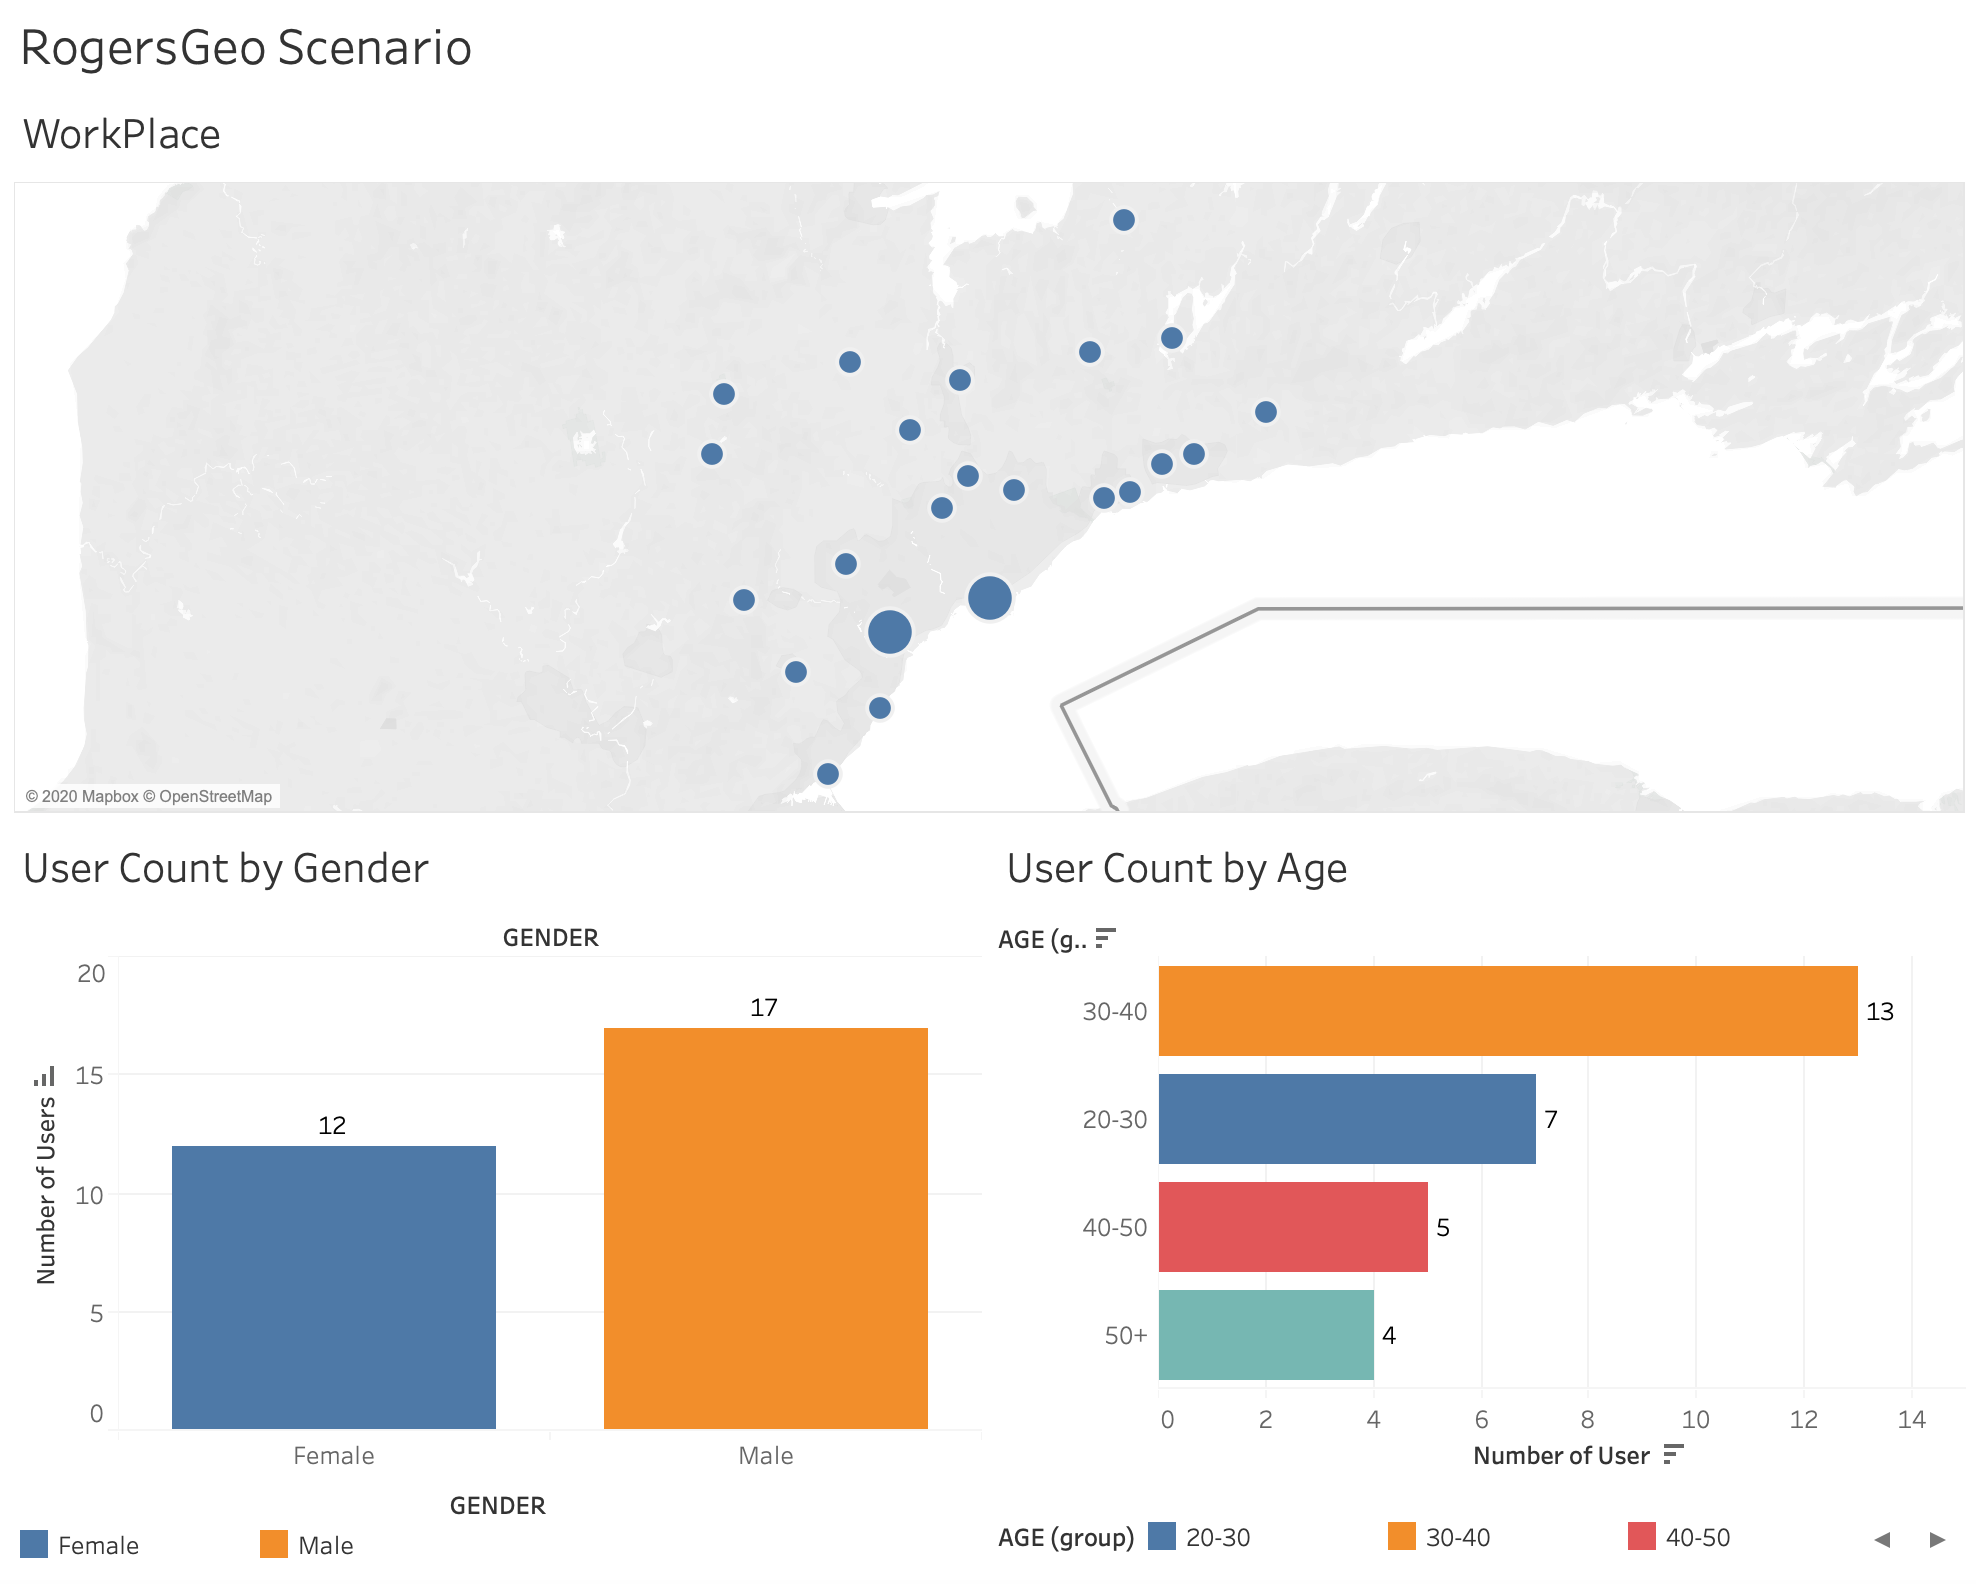 RogersGeo Scenario
WorkPlace
© 2020 Mapbox © OpenStreetMap
User Count by Gender
GENDER
Number of Users
20
15
10
5
0
12
17
Female
Male
GENDER
Female
Male
User Count by Age
AGE (g..
30-40
13
20-30
7
40-50
5
50+
4
0 2 4 6 8 10 12 14
Number of User
AGE (group)
20-30
30-40
40-50